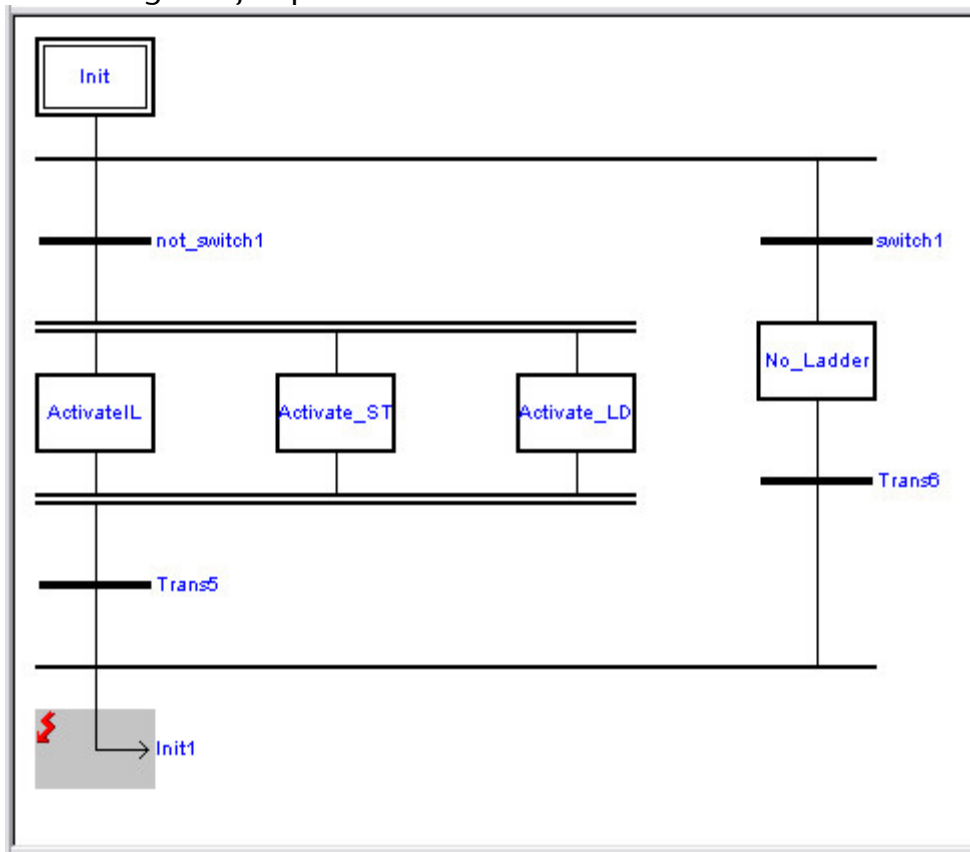 Init
not_switch1
switch1
No_Ladder
ActivateIL
Activate_ST
Activate_LD
Trans6
Trans5
Init1